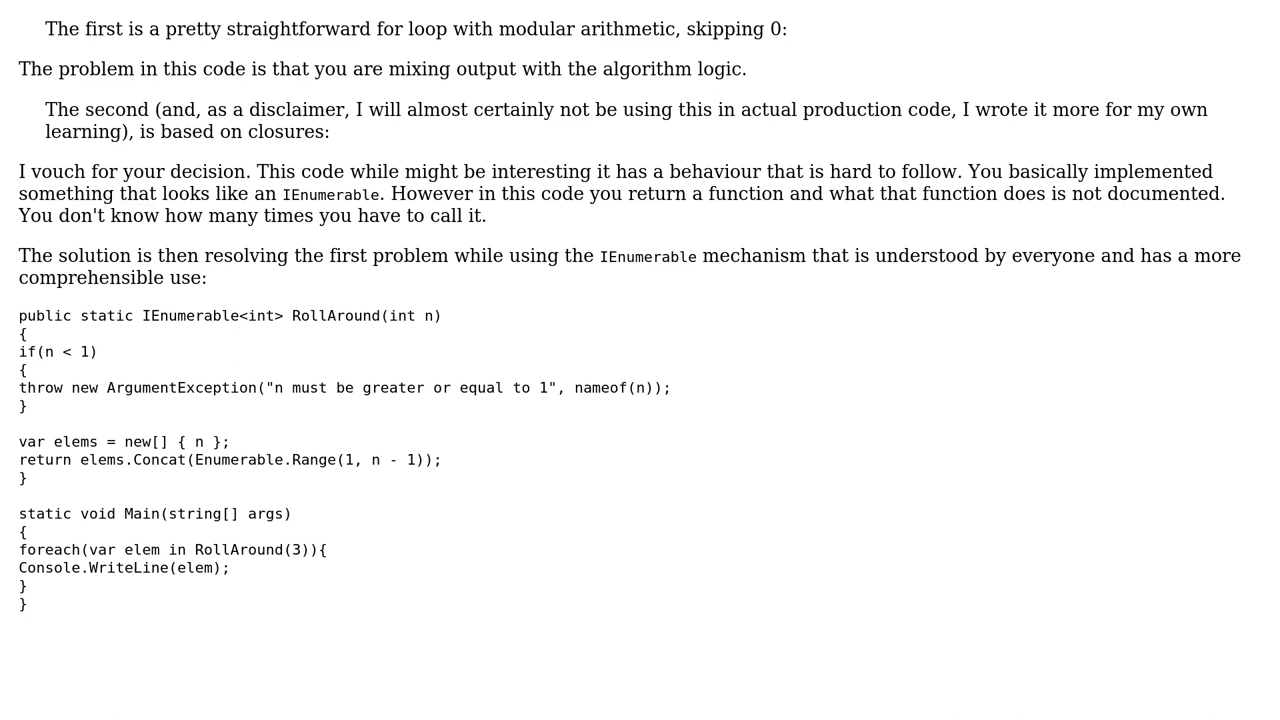 The first is a pretty straightforward for loop with modular arithmetic, skipping 0:
The problem in this code is that you are mixing output with the algorithm logic.
The second (and, as a disclaimer, I will almost certainly not be using this in actual production code, I wrote it more for my own
learning), is based on closures:
I vouch for your decision. This code while might be interesting it has a behaviour that is hard to follow. You basically implemented
something that looks like an IEnumerable. However in this code you return a function and what that function does is not documented.
You don't know how many times you have to call it.
The solution is then resolving the first problem while using the IEnumerable mechanism that is understood by everyone and has a more
comprehensible use:
public static IEnumerable<int> RollAround(int n)
{
if(n < 1)
{
throw new ArgumentException("n must be greater or equal to 1", nameof(n));
}
var elems = new[] { n };
return elems.Concat(Enumerable.Range(1, n - 1));
}
static void Main(string[] args)
{
foreach(var elem in RollAround(3)){
Console.WriteLine(elem);
}
}